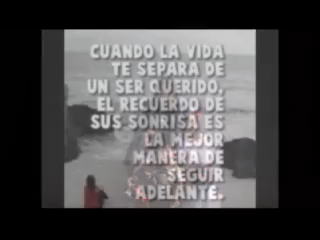 CUANDO LA VIDA
TE SEPARA DE
UN SER QUERIDO,
EL RECUERDO DE
SUS SONRISA ES
LA MEJOR
MANERA DE
SEGUIR
ADELANTE.